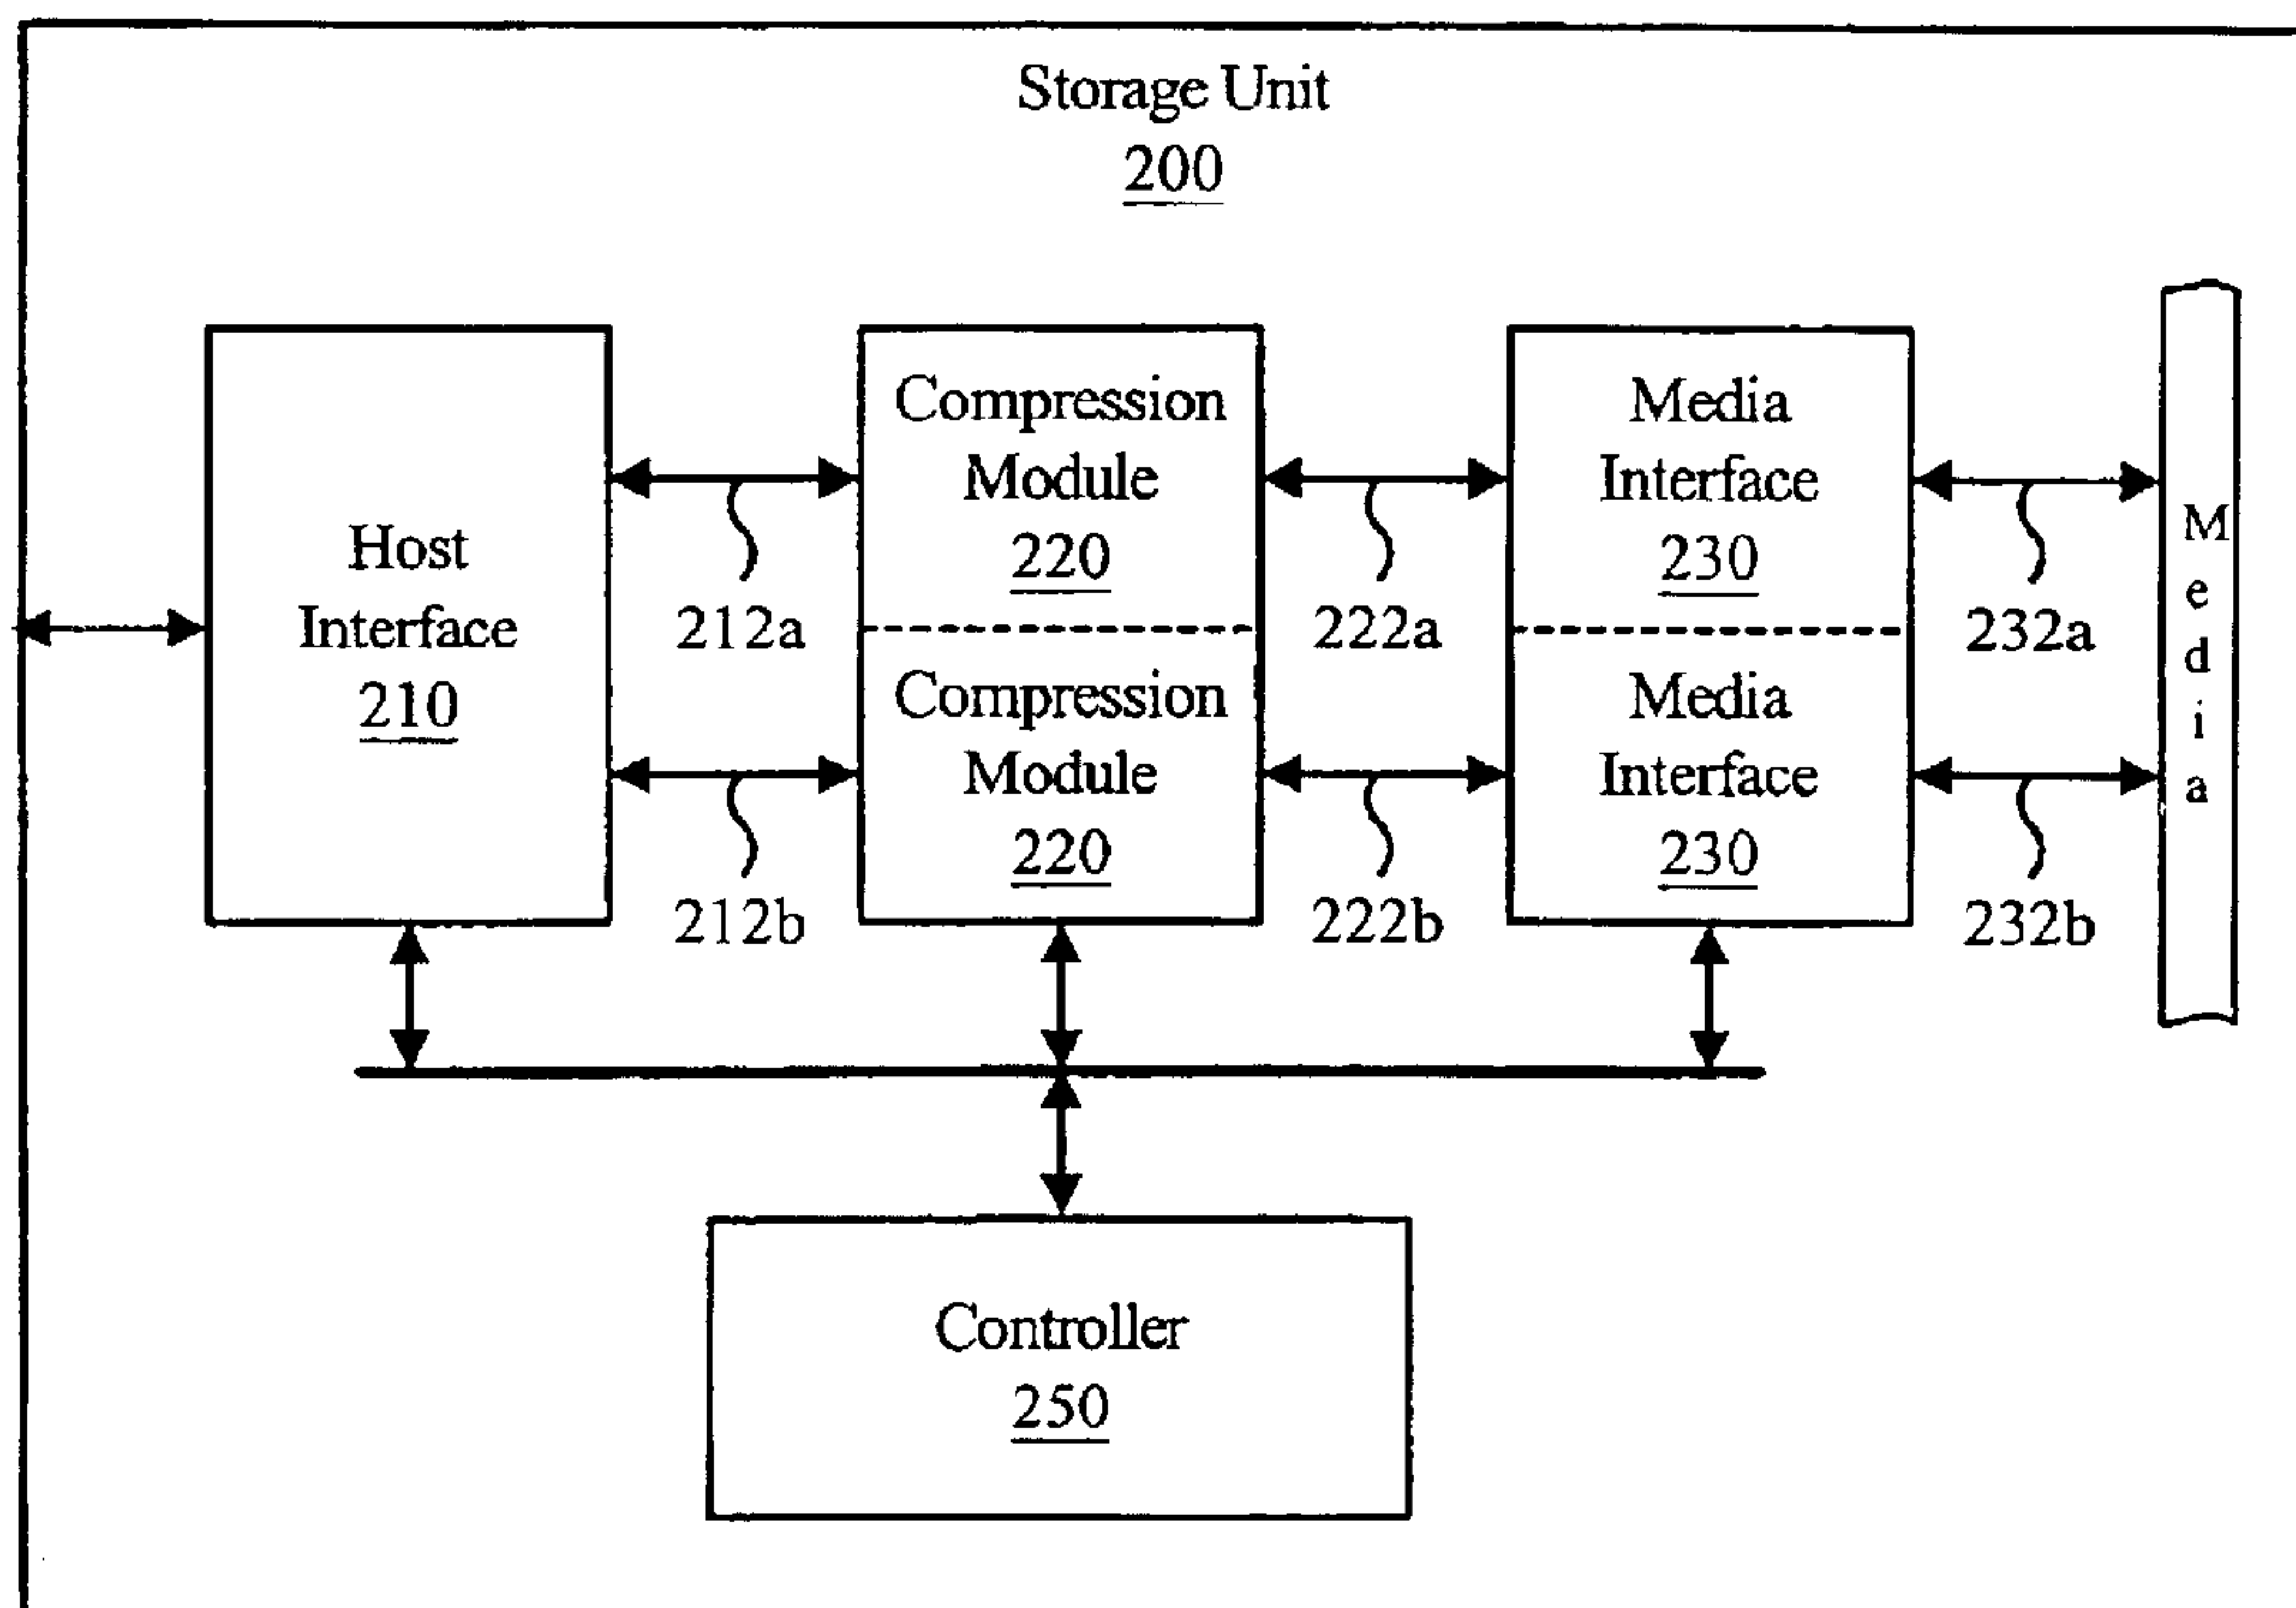 Storage Unit
200
Host
Interface
210
212a
212b
Compression
Module
220
Compression
Module
220
222a
222b
Media
Interface
230
Media
Interface
230
232a
232b
Media
Controller
250